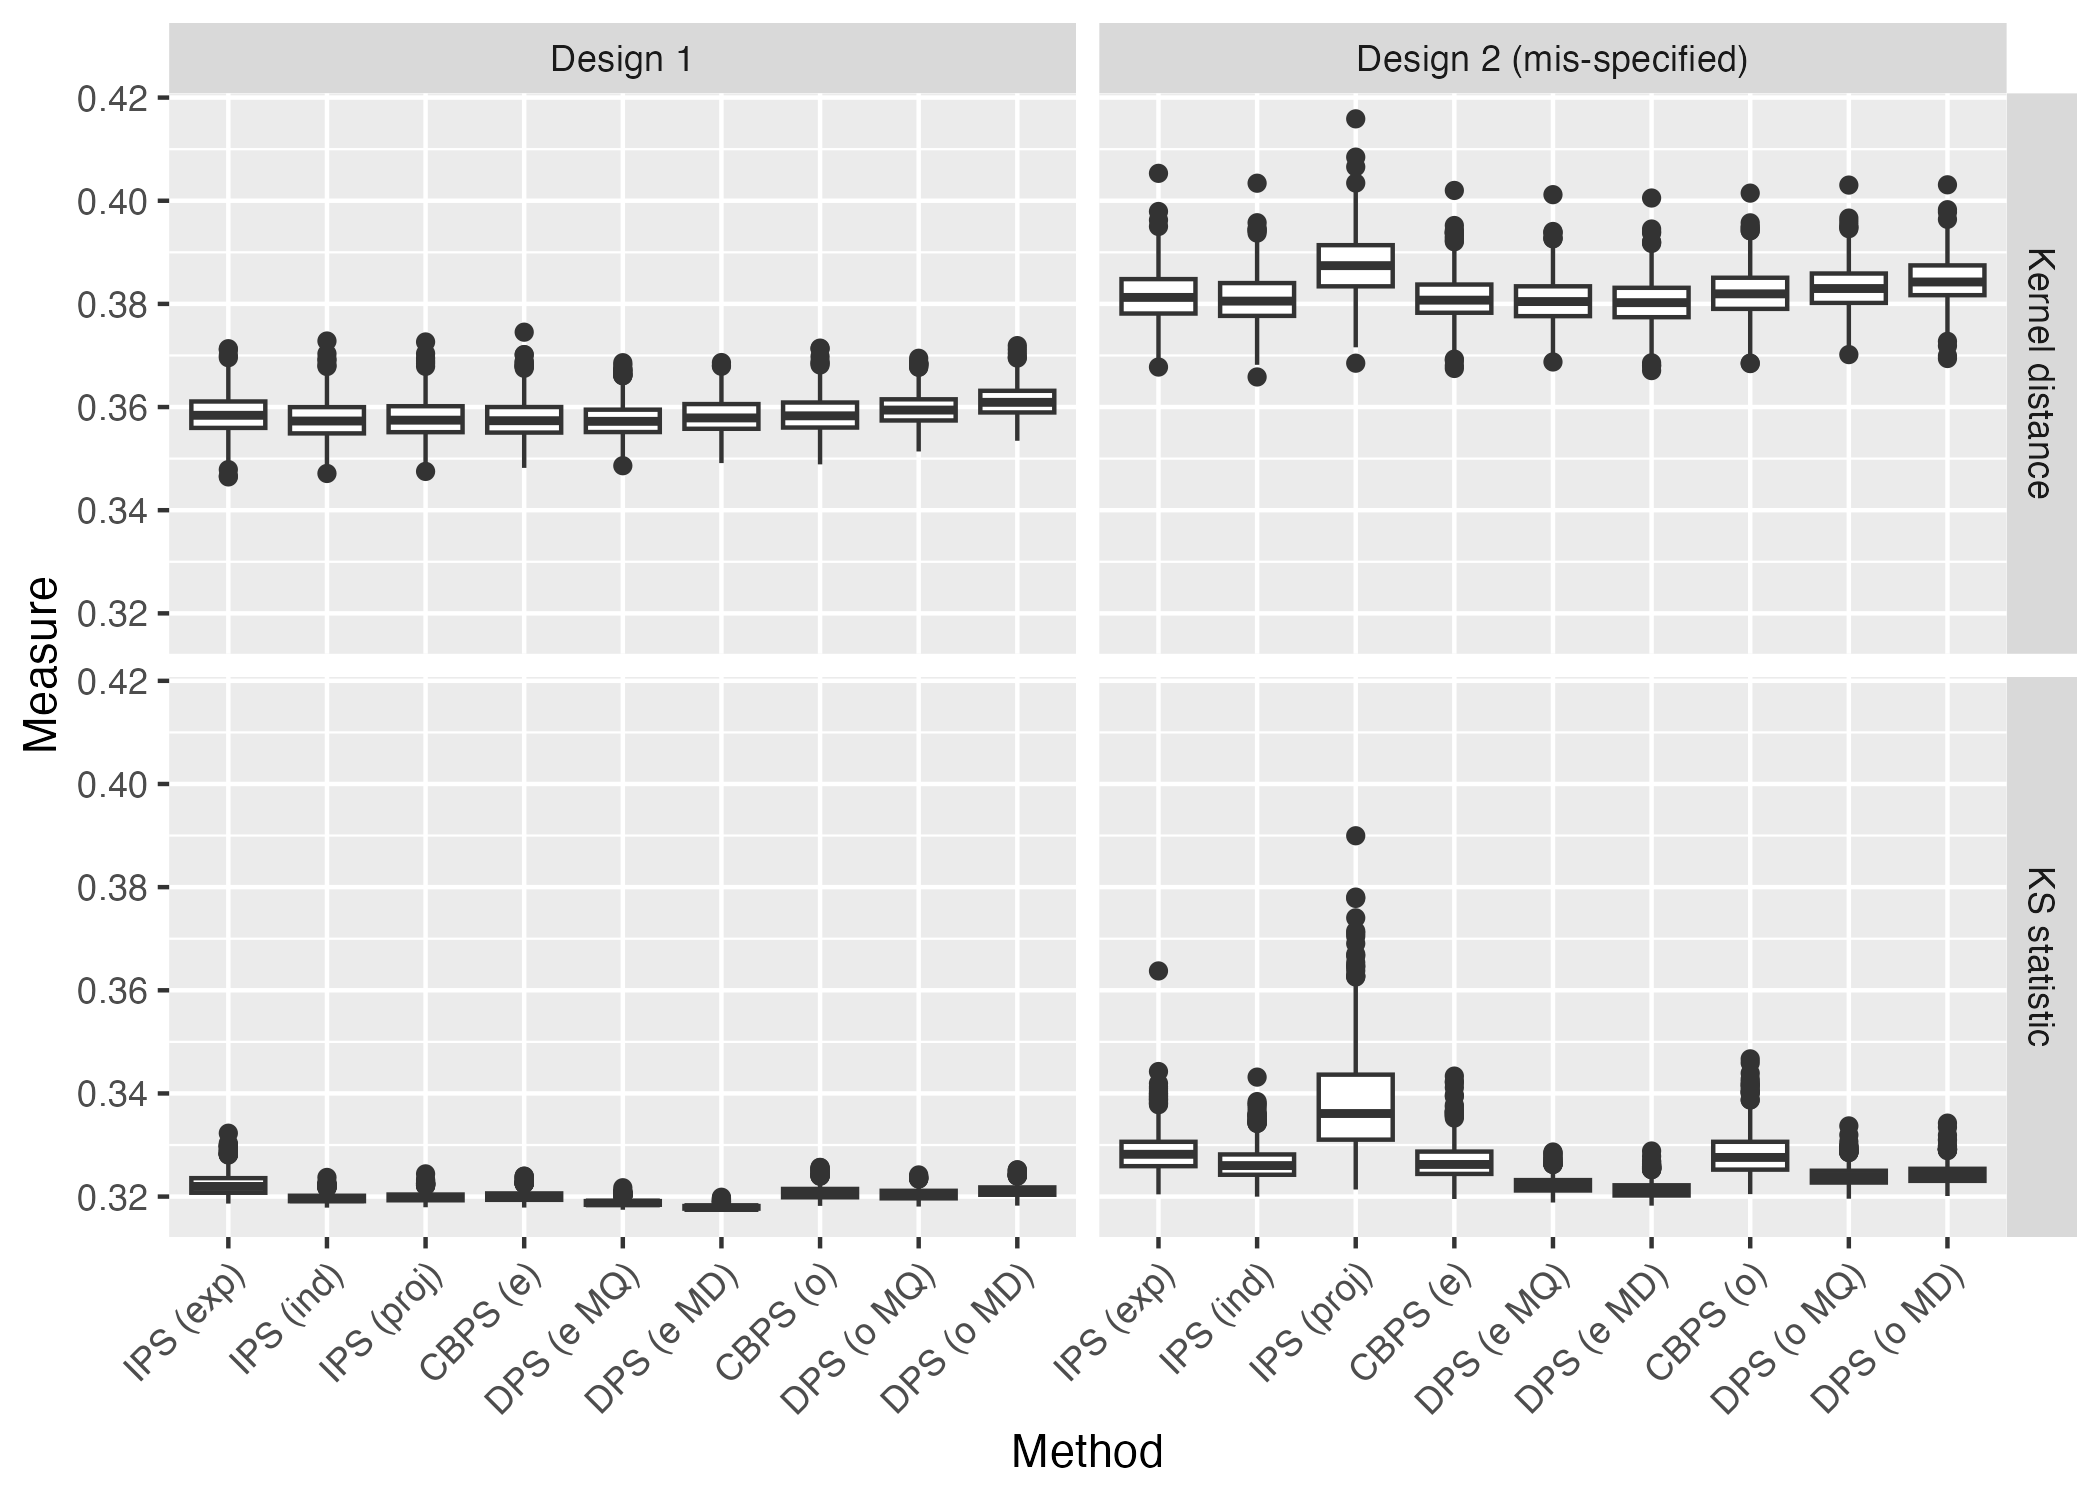 Design 1
Design 2 (mis-specified)
0.42
0.40
0.38
0.36
0.34
0.32
Kernel distance
Measure
0.42
0.40
0.38
0.36
0.34
0.32
KS statistic
IPS (exp)
IPS (ind)
IPS (proj)
CBPS (e)
DPS (e MQ)
DPS (e MD)
CBPS (o)
DPS (o MQ)
DPS (o MD)
IPS (exp)
IPS (ind)
IPS (proj)
CBPS (e)
DPS (e MQ)
DPS (e MD)
CBPS (o)
DPS (o MQ)
DPS (o MD)
Method